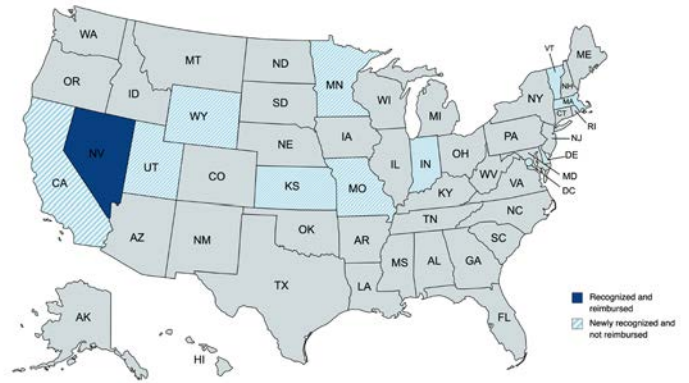 WA
MT
ND
MN
VT
ME
OR
ID
SD
WI
NY
NH
MA
CT
RI
WY
MI
NV
NE
IA
PA
NJ
UT
IL
IN
OH
DE
CA
CO
KS
MO
WV
VA
MD
DC
KY
NC
TN
AZ
NM
OK
AR
SC
MS
AL
GA
TX
LA
AK
HI
FL
Recognized and
reimbursed
Newly recognized and
not reimbursed